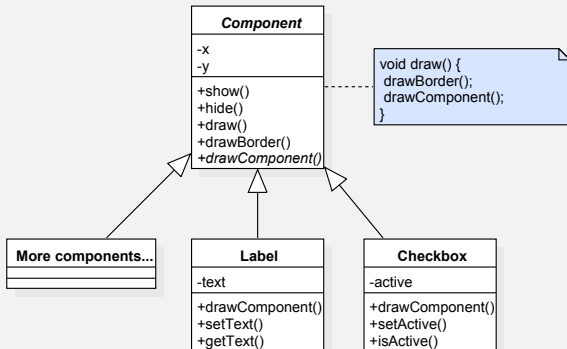 Component
-x
-y
+show()
+hide()
+draw()
+drawBorder()
+drawComponent()
void draw() {
drawBorder();
drawComponent();
}
More components...
Label
-text
+drawComponent()
+setText()
+getText()
Checkbox
-active
+drawComponent()
+setActive()
+isActive()